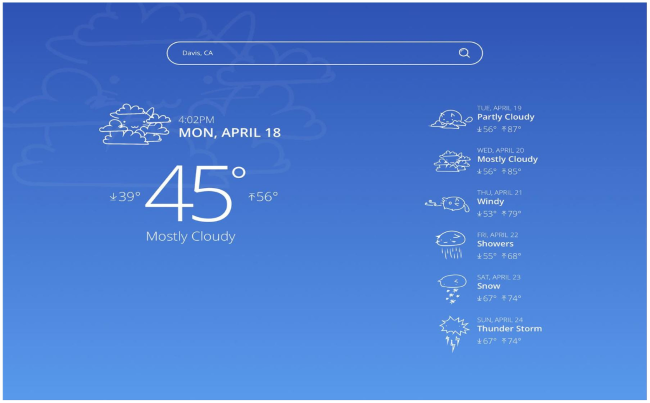 Davis, CA
4:02PM
MON, APRIL 18
39° 45° 56°
Mostly Cloudy
TUE, APRIL 19
Partly Cloudy
56° 87°
WED, APRIL 20
Mostly Cloudy
56° 85°
THU, APRIL 21
Windy
53° 79°
FRI, APRIL 22
Showers
55° 68°
SAT, APRIL 23
Snow
67° 74°
SUN, APRIL 24
Thunder Storm
67° 74°